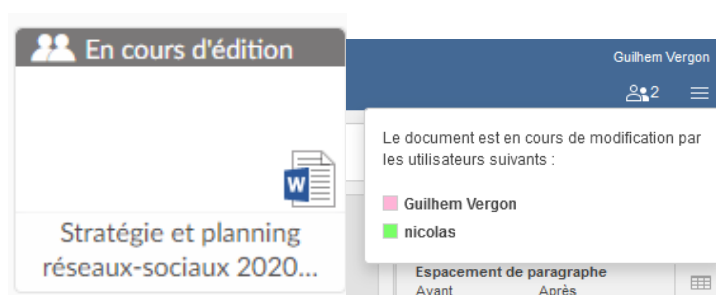 En cours d'édition
W
Stratégie et planning
réseaux-sociaux 2020...
Guilhem Vergon
2
Le document est en cours de modification par
les utilisateurs suivants :
Guilhem Vergon
nicolas
Espacement de paragraphe
Avant Après